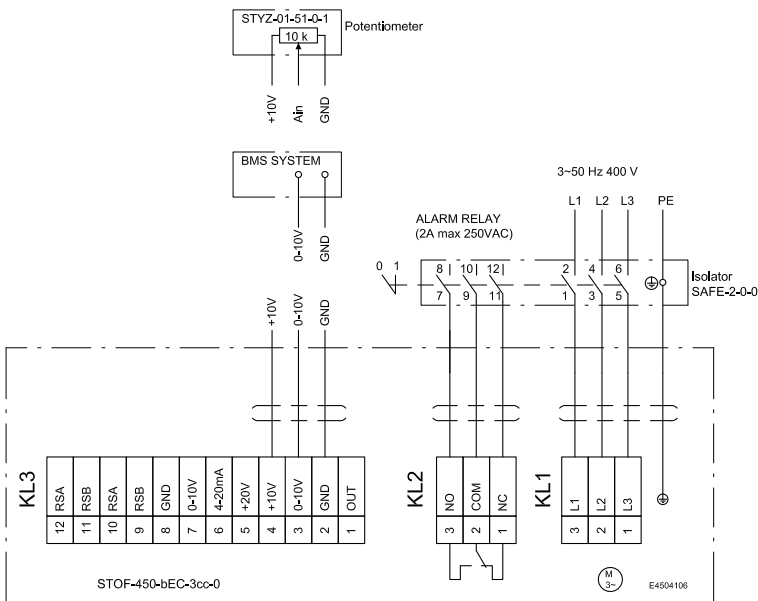 STYZ-01-51-0-1
10 k
Potentiometer
+10V
Ain
GND
BMS SYSTEM
0-10V
GND
3~50 Hz 400 V
L1 L2 L3 PE
ALARM RELAY
(2A max 250VAC)
0 1
8 10 12
7 9 11
2 4 6
1 3 5
Isolator
SAFE-2-0-0
+10V
0-10V
GND
KL3
RSA
RSB
RSA
RSB
GND
0-10V
4-20mA
+20V
+10V
0-10V
GND
OUT
12 11 10 9 8 7 6 5 4 3 2 1
KL2
NO
COM
NC
3 2 1
KL1
L1
L2
L3
3 2 1
STOF-450-bEC-3cc-0
M
3~
E4504106